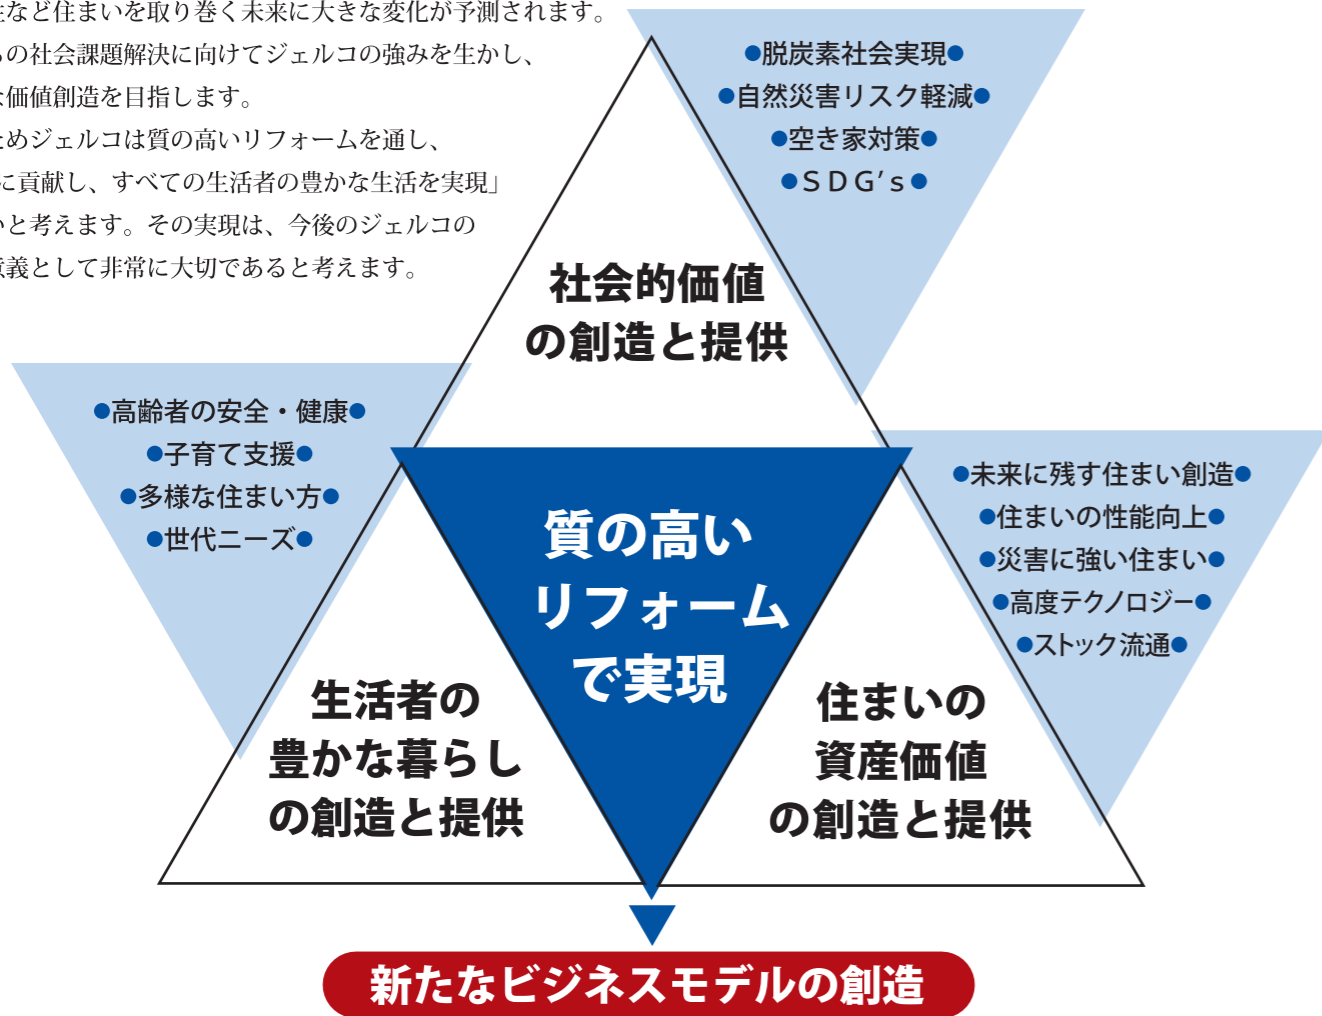 など住まいを取り巻く未来に大きな変化が予測されます。
の社会課題解決に向けてジェルコの強みを生かし、
価値創造を目指します。
めジェルコは質の高いリフォームを通し、
に貢献し、すべての生活者の豊かな生活を実現」
と考えます。その実現は、今後のジェルコの
義として非常に大切であると考えます。
●脱炭素社会実現●
●自然災害リスク軽減●
●空き家対策●
●ＳＤＧ’ｓ●
社会的価値
の創造と提供
●高齢者の安全・健康●
●子育て支援●
●多様な住まい方●
●世代ニーズ●
●未来に残す住まい創造●
●住まいの性能向上●
●災害に強い住まい●
●高度テクノロジー●
●ストック流通●
質の高い
リフォーム
で実現
生活者の
豊かな暮らし
の創造と提供
住まいの
資産価値
の創造と提供
新たなビジネスモデルの創造